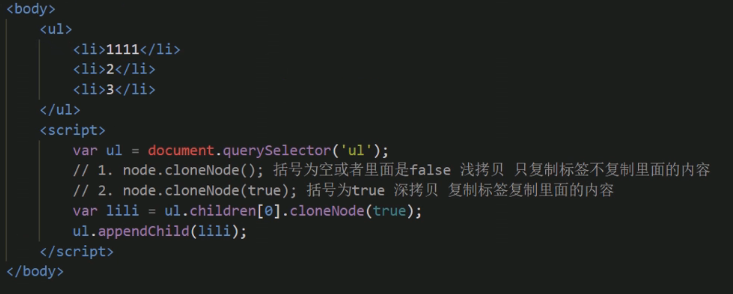 <body>
<ul>
<li>1111</li>
<li>2</li>
<li>3</li>
</ul>
<script>
var ul = document.querySelector('ul');
// 1. node.cloneNode(); 括号为空或者里面是false 浅拷贝 只复制标签不复制里面的内容
// 2. node.cloneNode(true); 括号为true 深拷贝 复制标签复制里面的内容
var lili = ul.children[0].cloneNode(true);
ul.appendChild(lili);
</script>
</body>